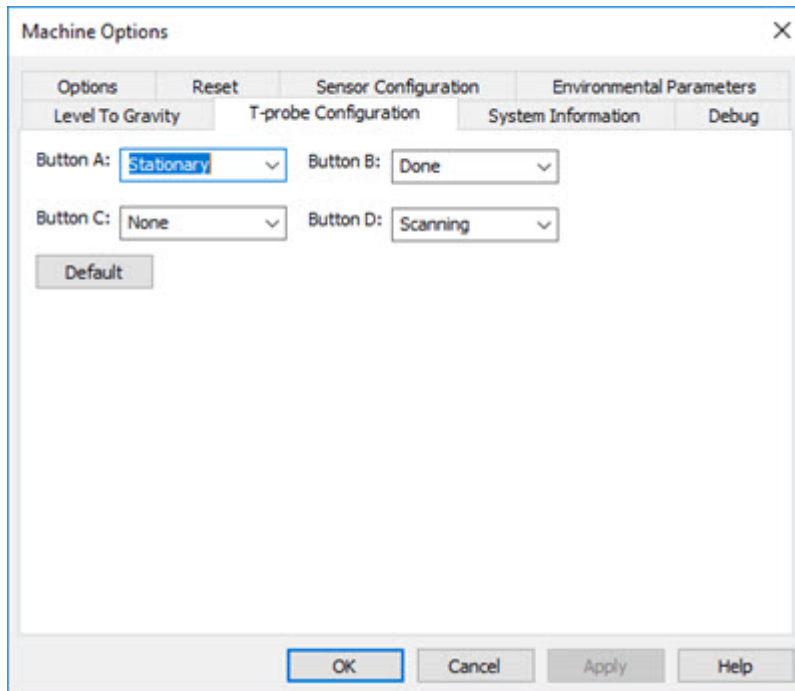 Machine Options
Options Reset Sensor Configuration Environmental Parameters
Level To Gravity T-probe Configuration System Information Debug
Button A: Stationary Button B: Done
Button C: None Button D: Scanning
Default
OK Cancel Apply Help